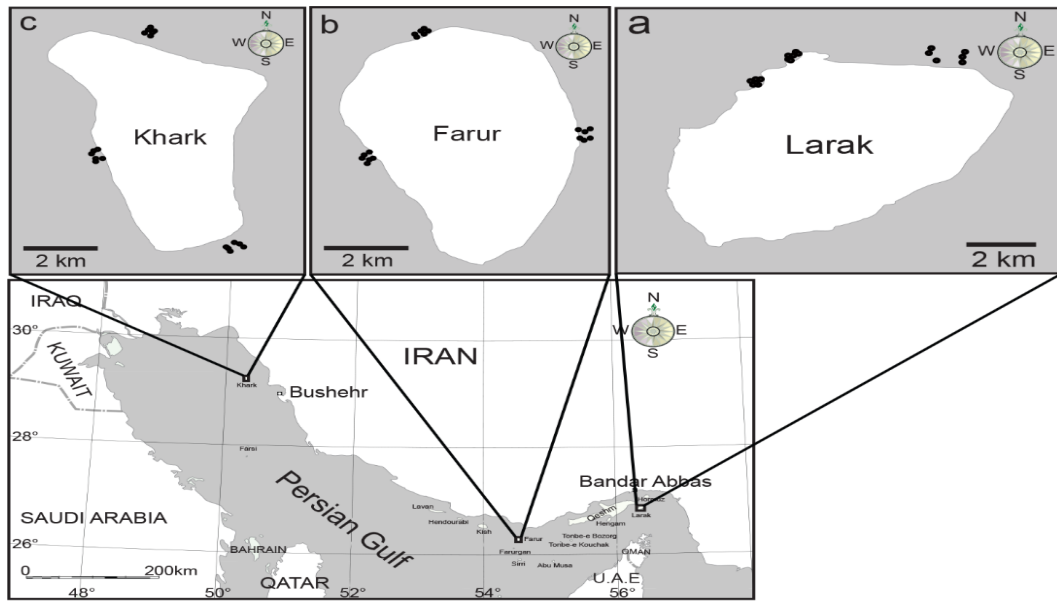 c
N
W E
S
Khark
2 km
b
N
W E
S
Farur
2 km
a
N
W E
S
Larak
2 km
IRAQ
30°
KUWAIT
IRAN
N
W E
S
Khark
Bushehr
28°
Farsi
Persian Gulf
Bandar Abbas
Hormuz
Qeshm
Larak
Hengam
Lavan
Handourabi
Kish
Farur
Tonbe-e Bozorg
Tonbe-e Kouchak
Farurgan
Sirri
Abu Musa
SAUDI ARABIA
26°
BAHRAIN
OMAN
0 200km
QATAR
U.A.E.
48° 50° 52° 54° 56°